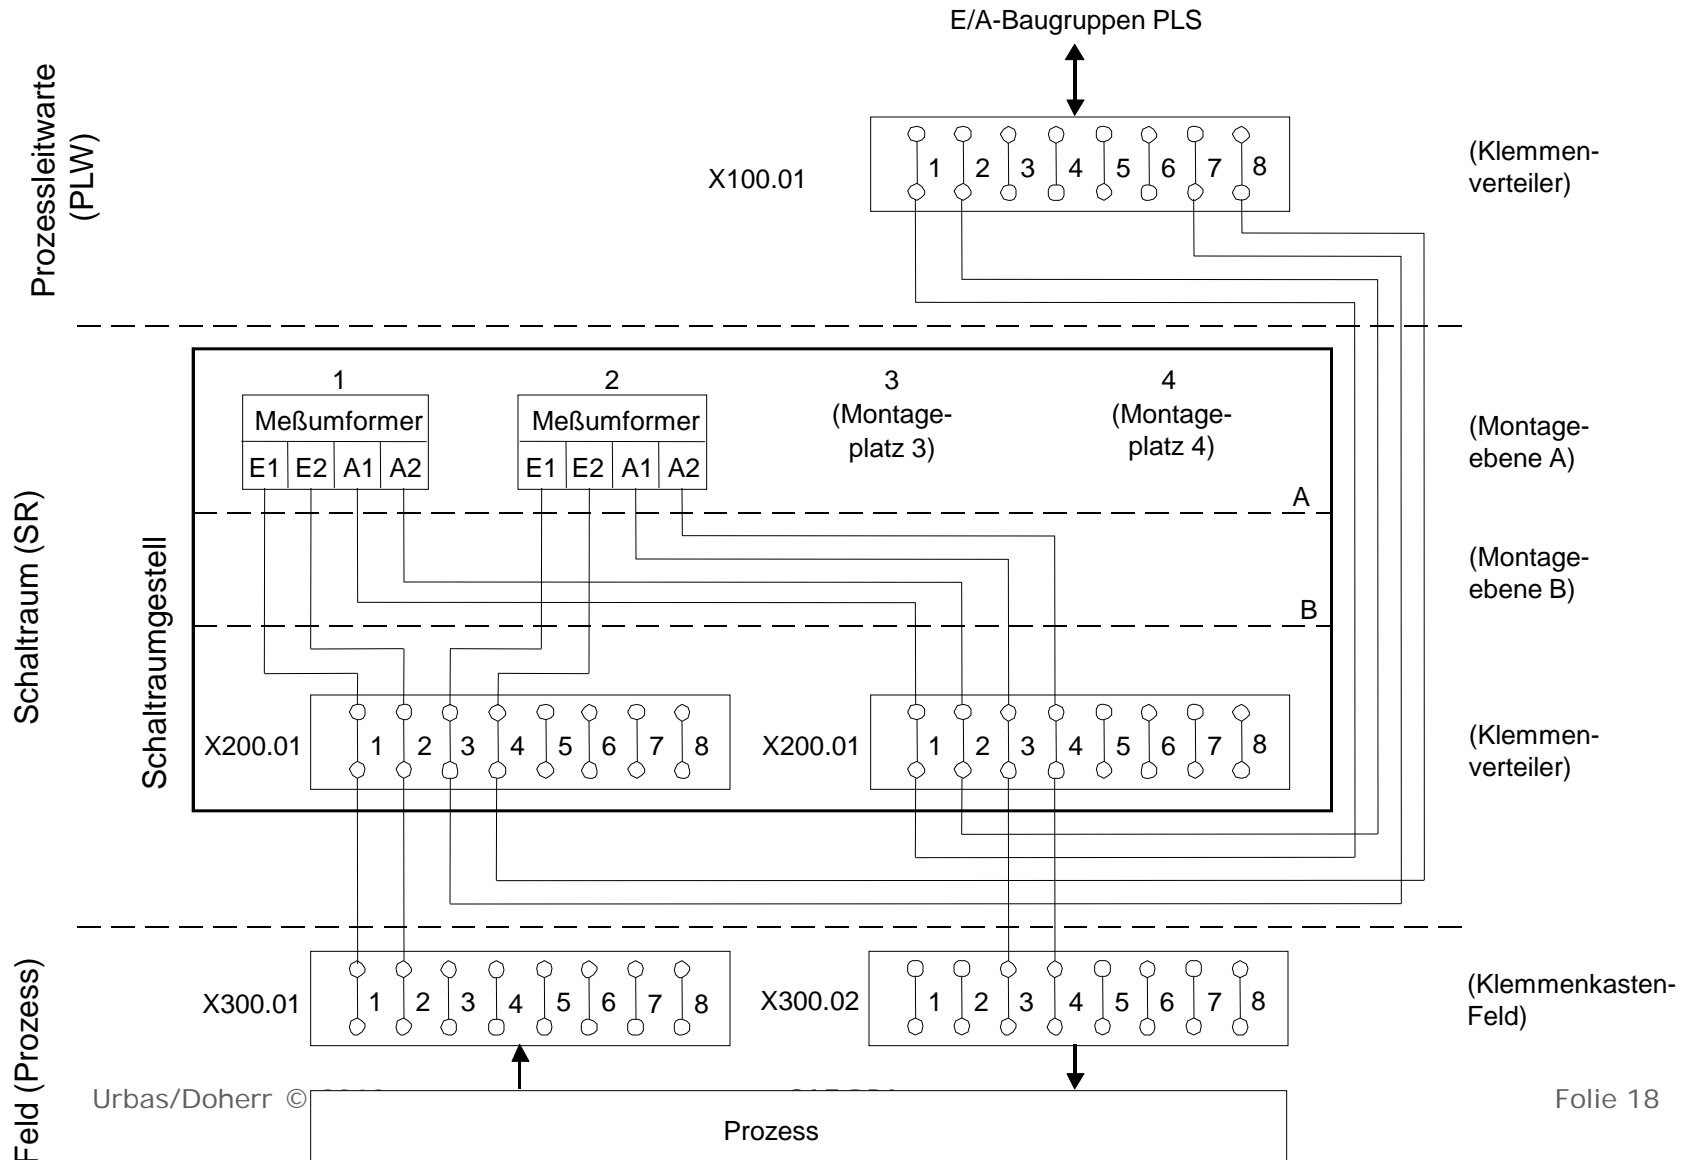 E/A-Baugruppen PLS
Prozessleitwarte
(PLW)
X100.01
1 2 3 4 5 6 7 8
(Klemmen-
verteiler)
Schaltraum (SR)
Schaltraumgestell
1
Meßumformer
E1 E2 A1 A2
2
Meßumformer
E1 E2 A1 A2
3
(Montage-
platz 3)
4
(Montage-
platz 4)
A
(Montage-
ebene A)
B
(Montage-
ebene B)
X200.01
1 2 3 4 5 6 7 8
X200.01
1 2 3 4 5 6 7 8
(Klemmen-
verteiler)
Feld (Prozess)
X300.01
1 2 3 4 5 6 7 8
X300.02
1 2 3 4 5 6 7 8
(Klemmenkasten-
Feld)
Urbas/Doherr ©
Folie 18
Prozess